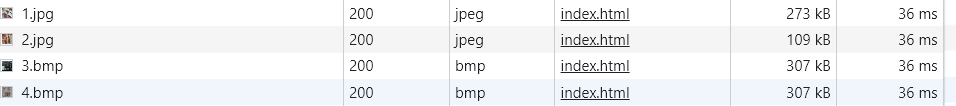 1.jpg 200 jpeg index.html 273 kB 36 ms
2.jpg 200 jpeg index.html 109 kB 36 ms
3.bmp 200 bmp index.html 307 kB 36 ms
4.bmp 200 bmp index.html 307 kB 36 ms